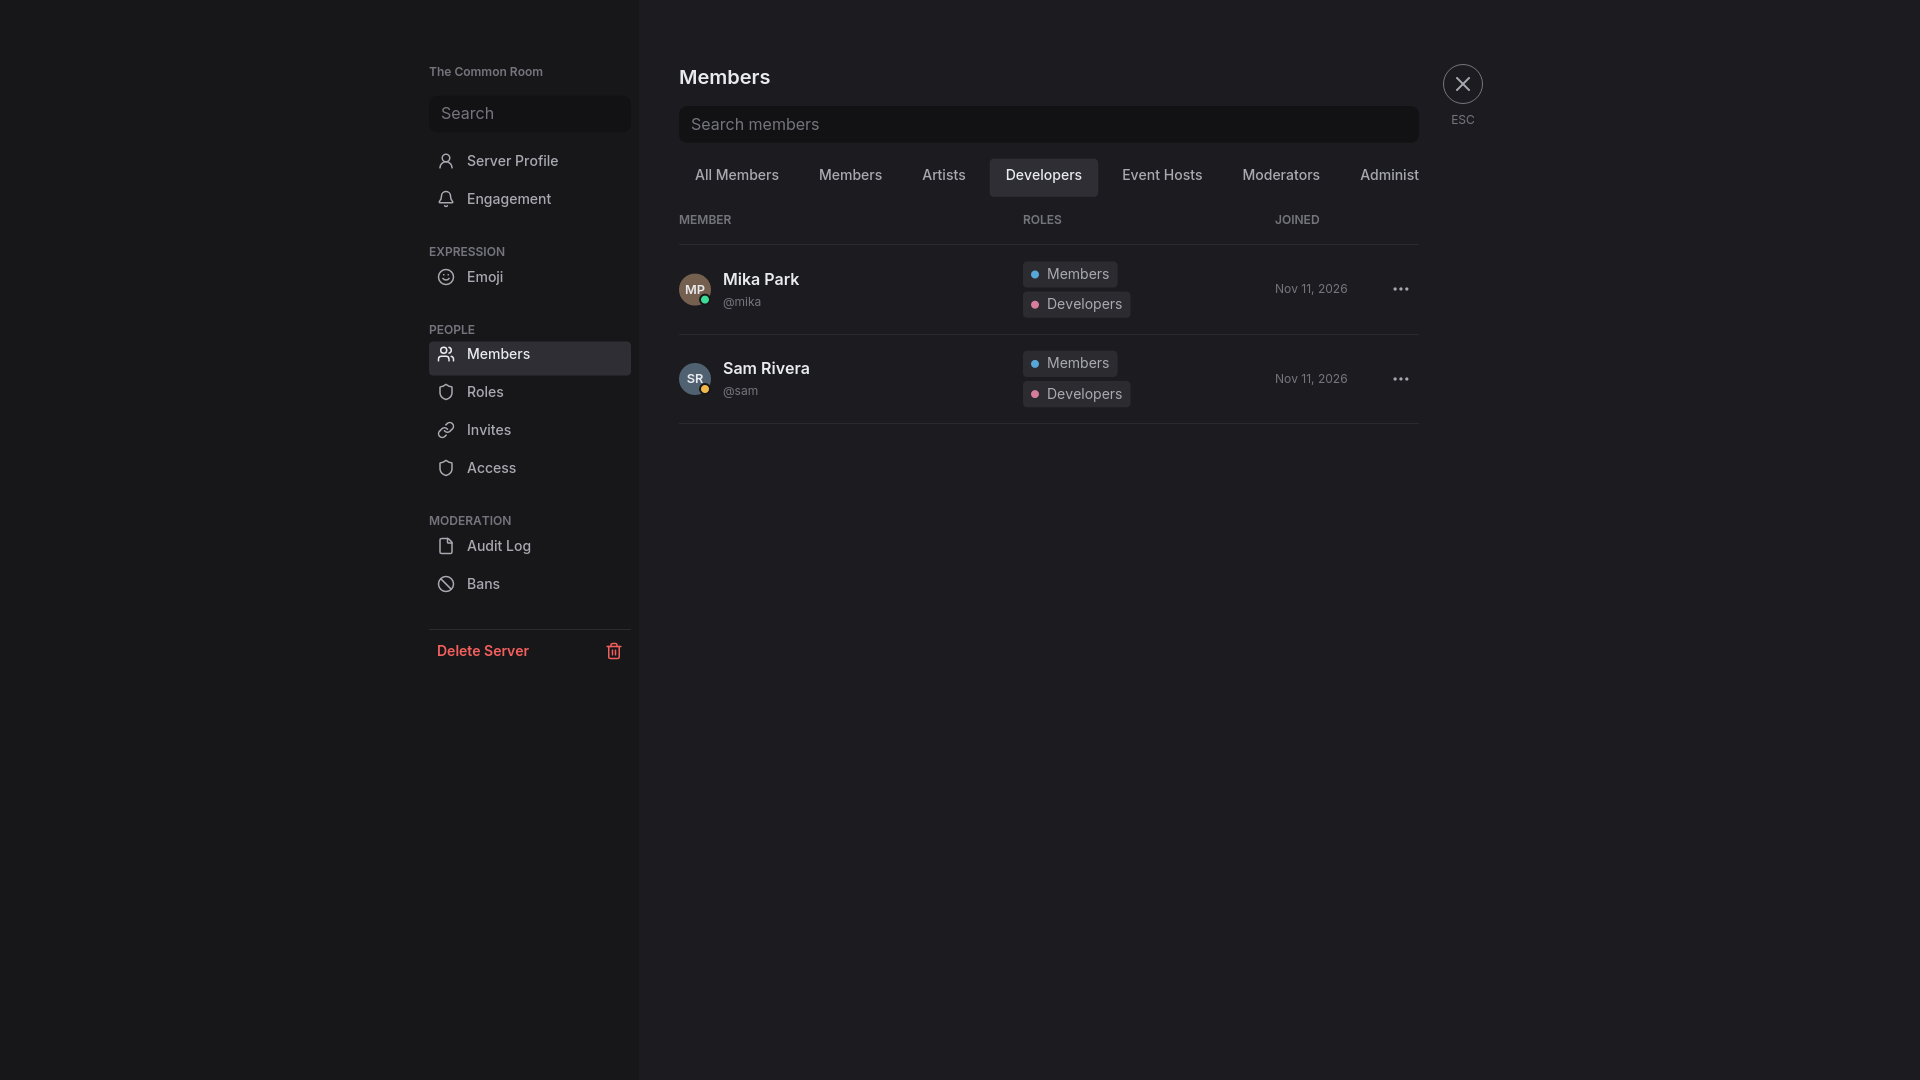 The Common Room
Search
Server Profile
Engagement
EXPRESSION
Emoji
PEOPLE
Members
Roles
Invites
Access
MODERATION
Audit Log
Bans
Delete Server
Members
ESC
Search members
All Members Members Artists Developers Event Hosts Moderators Administ
MEMBER ROLES JOINED
MP Mika Park @mika Members Developers Nov 11, 2026
SR Sam Rivera @sam Members Developers Nov 11, 2026